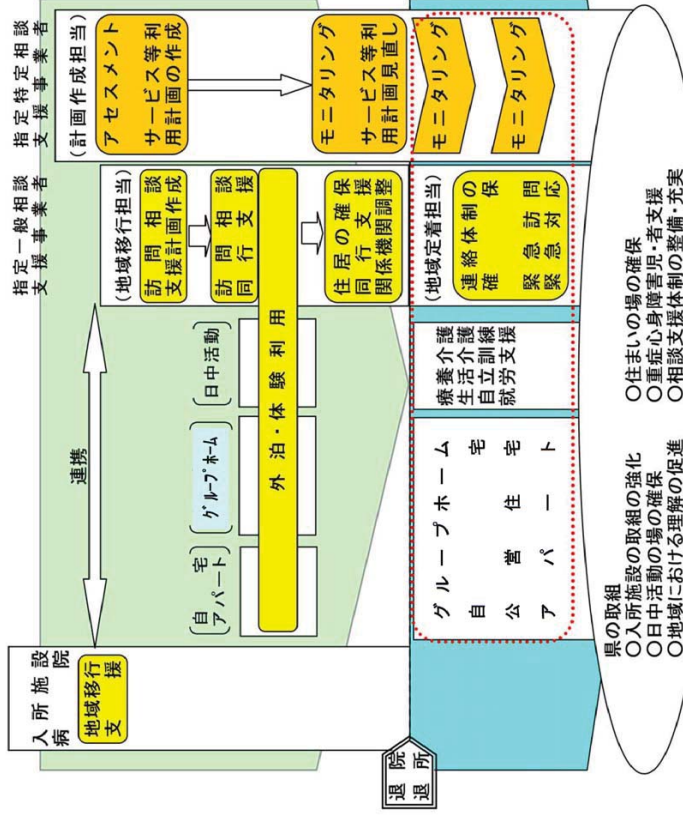 入所施設
病院
地域移行
支援
連携
指定一般相談
支援事業者
指定特定相談
支援事業者
(地域移行担当)
訪問相談
支援計画作成
訪問相談
同行支援
住居の確保
同行支援
関係機関調整
(計画作成担当)
アセスメント
サービス等利
用計画の作成
モニタリング
サービス等利
用計画見直し
自宅
アパート
グループホーム
日中活動
外泊・体験利用
退院
退所
グループホーム
自宅
公営住宅
アパート
療養介護
生活介護
自立訓練
就労支援
(地域定着担当)
連絡体制の
確保
緊急訪問
緊急対応
モニタリング
モニタリング
県の取組
○入所施設の取組の強化
○日中活動の場の確保
○地域における理解の促進
○住まいの場の確保
○重症心身障害児・者支援
○相談支援体制の整備・充実